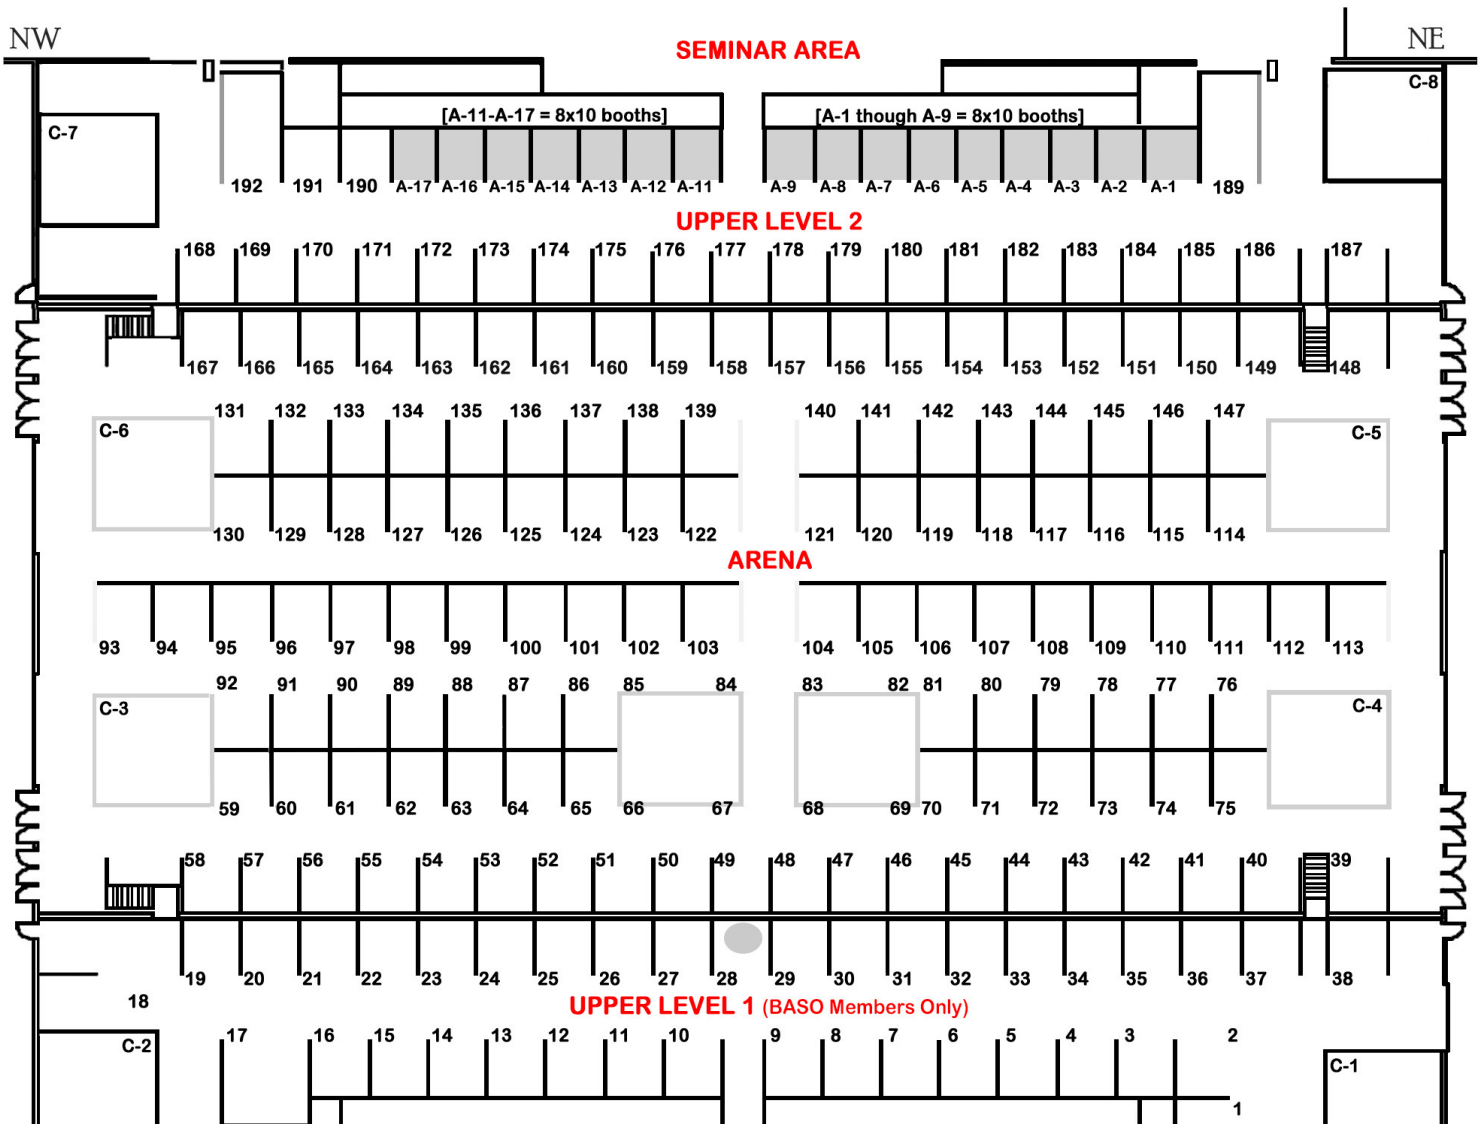 NW
SEMINAR AREA
NE
C-8
[A-11-A-17 = 8x10 booths]
[A-1 though A-9 = 8x10 booths]
C-7
192 191 190 A-17 A-16 A-15 A-14 A-13 A-12 A-11 A-9 A-8 A-7 A-6 A-5 A-4 A-3 A-2 A-1 189
UPPER LEVEL 2
168 169 170 171 172 173 174 175 176 177 178 179 180 181 182 183 184 185 186 187
167 166 165 164 163 162 161 160 159 158 157 156 155 154 153 152 151 150 149 148
131 132 133 134 135 136 137 138 139 140 141 142 143 144 145 146 147
C-6 C-5
130 129 128 127 126 125 124 123 122 121 120 119 118 117 116 115 114
ARENA
93 94 95 96 97 98 99 100 101 102 103 104 105 106 107 108 109 110 111 112 113
92 91 90 89 88 87 86 85 84 83 82 81 80 79 78 77 76
C-3 C-4
59 60 61 62 63 64 65 66 67 68 69 70 71 72 73 74 75
58 57 56 55 54 53 52 51 50 49 48 47 46 45 44 43 42 41 40 39
19 20 21 22 23 24 25 26 27 28 29 30 31 32 33 34 35 36 37 38
18
UPPER LEVEL 1 (BASO Members Only)
17 16 15 14 13 12 11 10 9 8 7 6 5 4 3 2
C-2
C-1
1